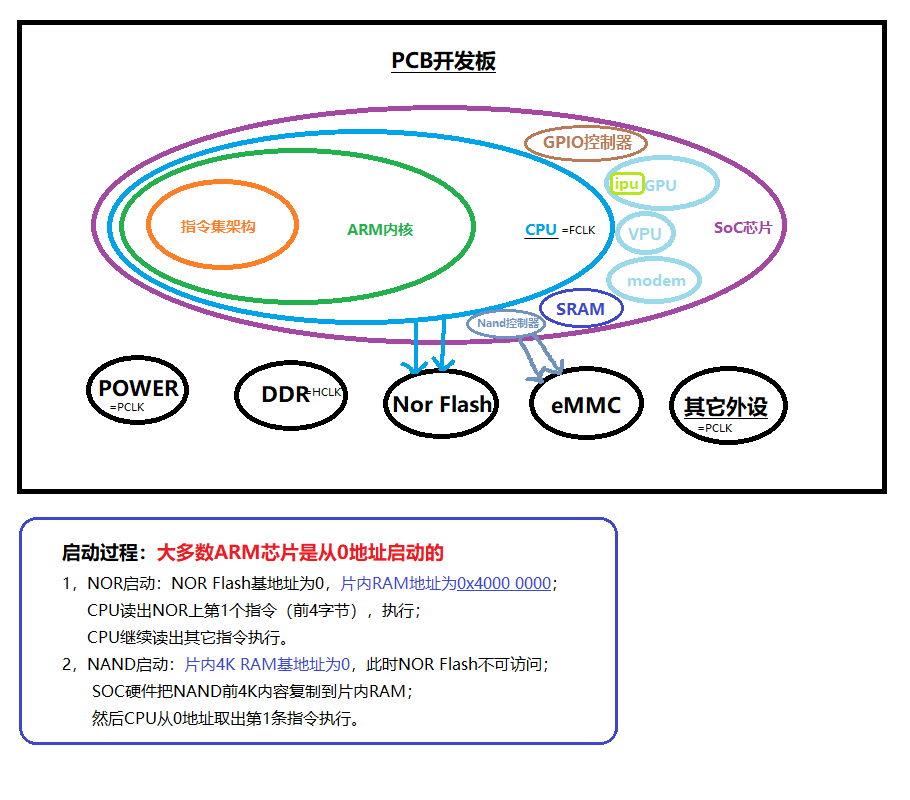 PCB开发板
GPIO控制器
ipu GPU
指令集架构
ARM内核
CPU =FCLK
VPU
SoC芯片
modem
SRAM
Nand控制器
POWER
=PCLK
DDR=HCLK
Nor Flash
eMMC
其它外设
=PCLK
启动过程：大多数ARM芯片是从0地址启动的
1，NOR启动：NOR Flash基地址为0，片内RAM地址为0x4000 0000；
CPU读出NOR上第1个指令（前4字节），执行；
CPU继续读出其它指令执行。
2，NAND启动：片内4K RAM基地址为0，此时NOR Flash不可访问；
SOC硬件把NAND前4K内容复制到片内RAM；
然后CPU从0地址取出第1条指令执行。